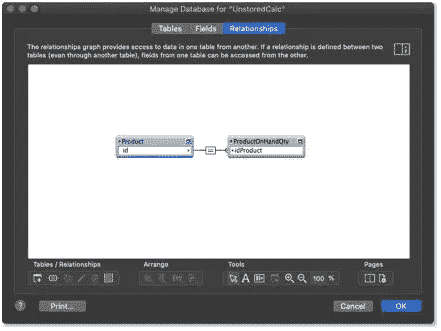 Manage Database for "UnstoredCalc"
Tables Fields Relationships
The relationships graph provides access to data in one table from another. If a relationship is defined between two
tables (even through another table), fields from one table can be accessed from the other.
Product
id
ProductOnHandQty
idProduct
Tables / Relationships Arrange Tools Pages
100 %
? Print... Cancel OK